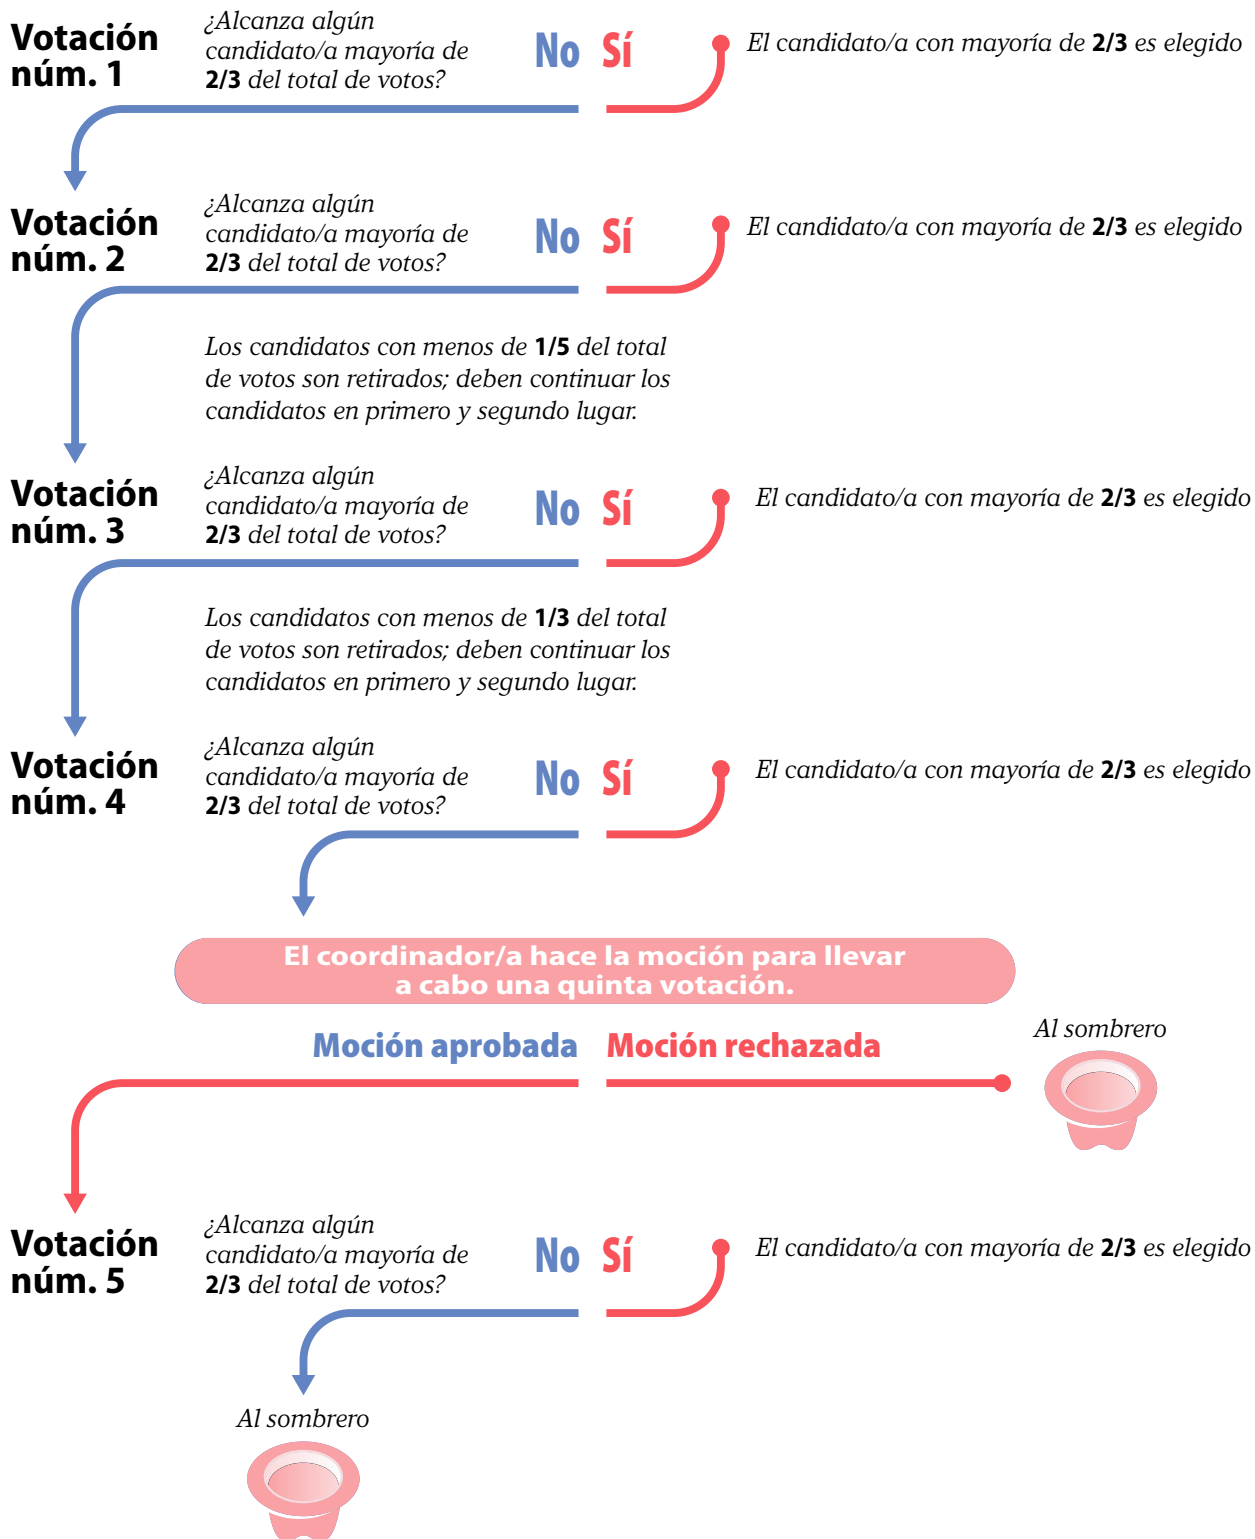 Votación
núm. 1
¿Alcanza algún
candidato/a mayoría de
2/3 del total de votos?
No Sí
El candidato/a con mayoría de 2/3 es elegido
Votación
núm. 2
¿Alcanza algún
candidato/a mayoría de
2/3 del total de votos?
No Sí
El candidato/a con mayoría de 2/3 es elegido
Los candidatos con menos de 1/5 del total
de votos son retirados; deben continuar los
candidatos en primero y segundo lugar.
Votación
núm. 3
¿Alcanza algún
candidato/a mayoría de
2/3 del total de votos?
No Sí
El candidato/a con mayoría de 2/3 es elegido
Los candidatos con menos de 1/3 del total
de votos son retirados; deben continuar los
candidatos en primero y segundo lugar.
Votación
núm. 4
¿Alcanza algún
candidato/a mayoría de
2/3 del total de votos?
No Sí
El candidato/a con mayoría de 2/3 es elegido
El coordinador/a hace la moción para llevar
a cabo una quinta votación.
Moción aprobada Moción rechazada
Al sombrero
Votación
núm. 5
¿Alcanza algún
candidato/a mayoría de
2/3 del total de votos?
No Sí
El candidato/a con mayoría de 2/3 es elegido
Al sombrero